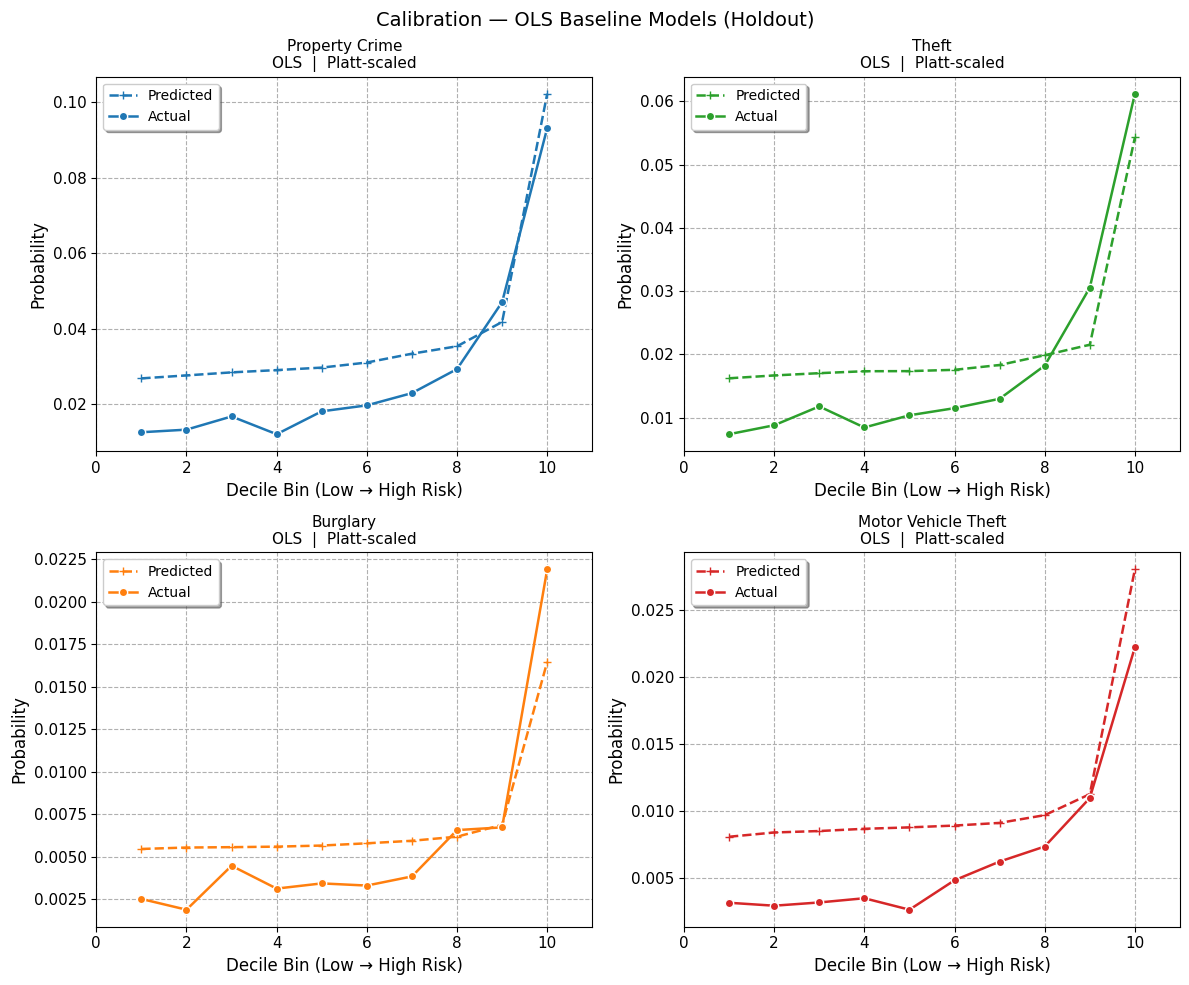 Calibration — OLS Baseline Models (Holdout)
Property Crime
OLS | Platt-scaled
Predicted
Actual
0.10
0.08
0.06
0.04
0.02
Probability
0 2 4 6 8 10
Decile Bin (Low → High Risk)
Theft
OLS | Platt-scaled
Predicted
Actual
0.06
0.05
0.04
0.03
0.02
0.01
Probability
0 2 4 6 8 10
Decile Bin (Low → High Risk)
Burglary
OLS | Platt-scaled
Predicted
Actual
0.0225
0.0200
0.0175
0.0150
0.0125
0.0100
0.0075
0.0050
0.0025
Probability
0 2 4 6 8 10
Decile Bin (Low → High Risk)
Motor Vehicle Theft
OLS | Platt-scaled
Predicted
Actual
0.025
0.020
0.015
0.010
0.005
Probability
0 2 4 6 8 10
Decile Bin (Low → High Risk)